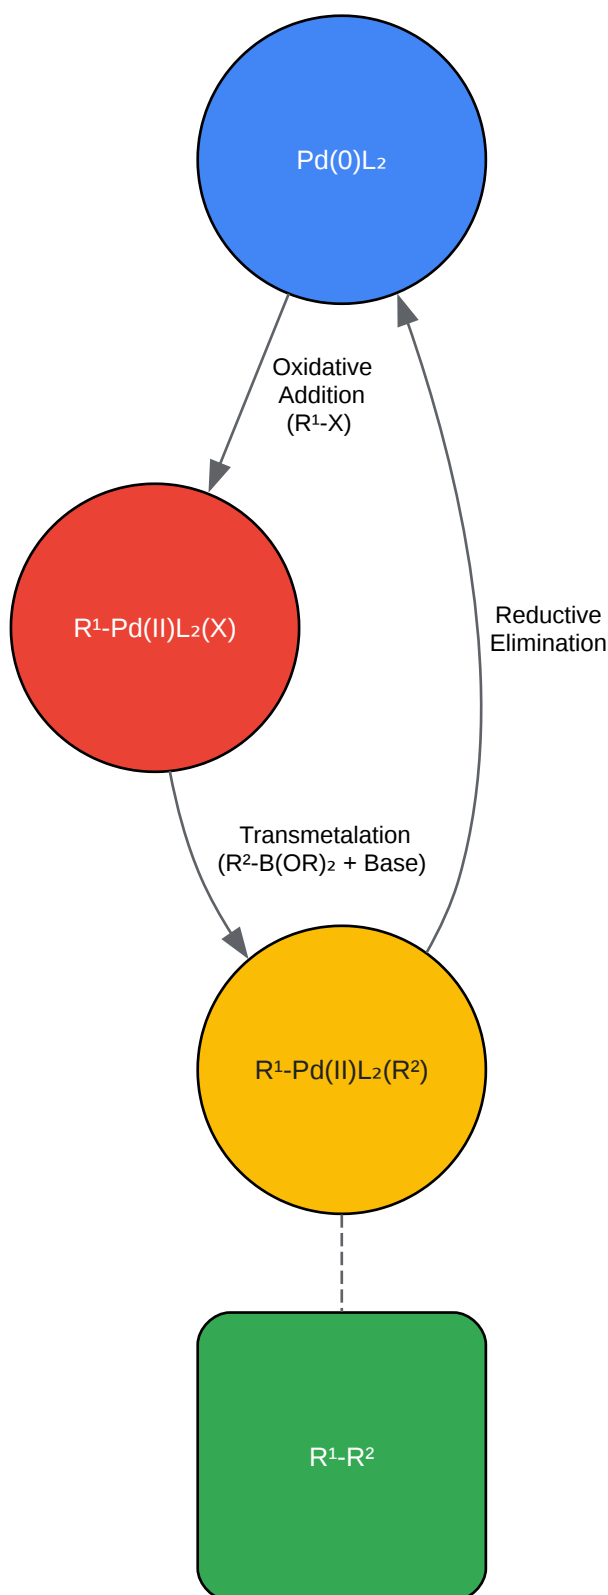 Pd(0)L₂
Oxidative
Addition
(R¹-X)
R¹-Pd(II)L₂(X)
Reductive
Elimination
Transmetalation
(R²-B(OR)₂ + Base)
R¹-Pd(II)L₂(R²)
R¹-R²